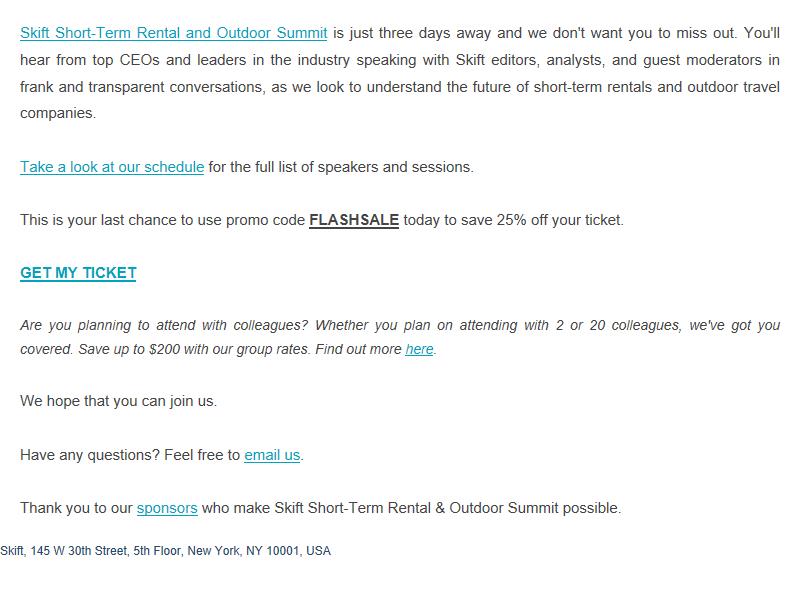 Skift Short-Term Rental and Outdoor Summit is just three days away and we don't want you to miss out. You'll
hear from top CEOs and leaders in the industry speaking with Skift editors, analysts, and guest moderators in
frank and transparent conversations, as we look to understand the future of short-term rentals and outdoor travel
companies.
Take a look at our schedule for the full list of speakers and sessions.
This is your last chance to use promo code FLASHSALE today to save 25% off your ticket.
GET MY TICKET
Are you planning to attend with colleagues? Whether you plan on attending with 2 or 20 colleagues, we've got you
covered. Save up to $200 with our group rates. Find out more here.
We hope that you can join us.
Have any questions? Feel free to email us.
Thank you to our sponsors who make Skift Short-Term Rental & Outdoor Summit possible.
Skift, 145 W 30th Street, 5th Floor, New York, NY 10001, USA